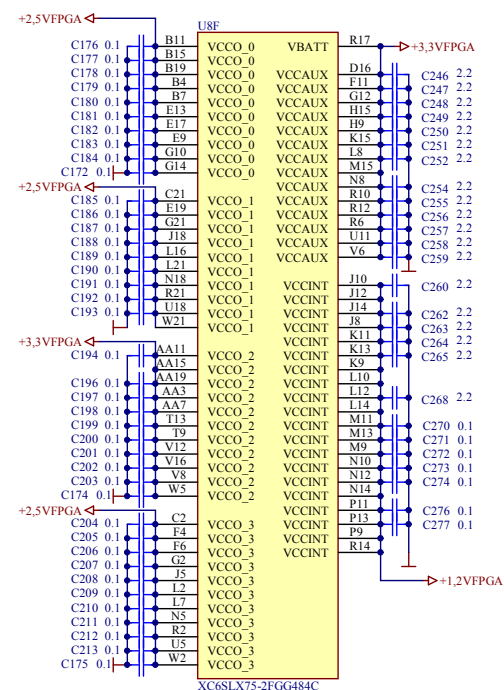 +2,5VFPGA
U8F
C176 0.1 B11 VCCO_0 VBATT R17 +3,3VFPGA
C177 0.1 B15 VCCO_0
C178 0.1 B19 VCCO_0 VCCAUX D16 C246 2.2
C179 0.1 B4 VCCO_0 VCCAUX F11 C247 2.2
C180 0.1 B7 VCCO_0 VCCAUX G12 C248 2.2
C181 0.1 E13 VCCO_0 VCCAUX H15 C249 2.2
C182 0.1 E17 VCCO_0 VCCAUX H9 C250 2.2
C183 0.1 E9 VCCO_0 VCCAUX K15 C251 2.2
C184 0.1 G10 VCCO_0 VCCAUX L8 C252 2.2
C172 0.1 G14 VCCO_0 VCCAUX M15
+2,5VFPGA VCCAUX N8 C254 2.2
C185 0.1 C21 VCCO_1 VCCAUX R10 C255 2.2
C186 0.1 E19 VCCO_1 VCCAUX R12 C256 2.2
C187 0.1 G21 VCCO_1 VCCAUX R6 C257 2.2
C188 0.1 J18 VCCO_1 VCCAUX U11 C258 2.2
C189 0.1 L16 VCCO_1 VCCAUX V6 C259 2.2
C190 0.1 L21 VCCO_1
C191 0.1 N18 VCCO_1 VCCINT J10 C260 2.2
C192 0.1 R21 VCCO_1 VCCINT J12
C193 0.1 U18 VCCO_1 VCCINT J14 C262 2.2
W21 VCCO_1 VCCINT J8 C263 2.2
+3,3VFPGA VCCINT K11 C264 2.2
C194 0.1 AA11 VCCO_2 VCCINT K13 C265 2.2
AA15 VCCO_2 VCCINT K9
C196 0.1 AA19 VCCO_2 VCCINT L10
C197 0.1 AA3 VCCO_2 VCCINT L12 C268 2.2
C198 0.1 AA7 VCCO_2 VCCINT L14
C199 0.1 T13 VCCO_2 VCCINT M11 C270 0.1
C200 0.1 T9 VCCO_2 VCCINT M13 C271 0.1
C201 0.1 V12 VCCO_2 VCCINT M9 C272 0.1
C202 0.1 V16 VCCO_2 VCCINT N10 C273 0.1
C203 0.1 V8 VCCO_2 VCCINT N12 C274 0.1
C174 0.1 W5 VCCO_2 VCCINT N14
+2,5VFPGA VCCINT P11 C276 0.1
C204 0.1 C2 VCCO_3 VCCINT P13 C277 0.1
C205 0.1 F4 VCCO_3 VCCINT P9
C206 0.1 F6 VCCO_3 VCCINT R14
C207 0.1 G2 VCCO_3
C208 0.1 J5 VCCO_3 +1,2VFPGA
C209 0.1 L2 VCCO_3
C210 0.1 L7 VCCO_3
C211 0.1 N5 VCCO_3
C212 0.1 R2 VCCO_3
C213 0.1 U5 VCCO_3
C175 0.1 W2 VCCO_3
XC6SLX75-2FGG484C